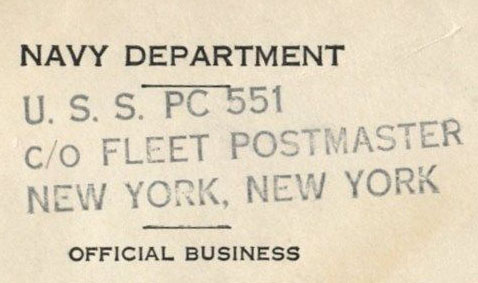 NAVY DEPARTMENT
U. S. S. PC 551
c/o FLEET POSTMASTER
NEW YORK, NEW YORK
OFFICIAL BUSINESS